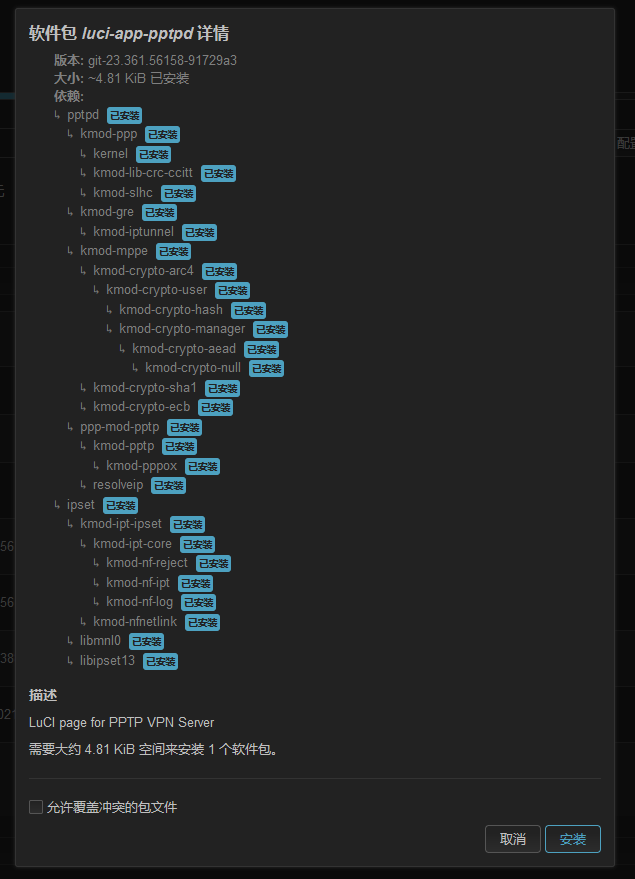 软件包 luci-app-pptpd 详情
版本: git-23.361.56158-91729a3
大小: ~4.81 KiB 已安装
依赖:
↳ pptpd 已安装
↳ kmod-ppp 已安装
↳ kernel 已安装
↳ kmod-lib-crc-ccitt 已安装
↳ kmod-slhc 已安装
↳ kmod-gre 已安装
↳ kmod-iptunnel 已安装
↳ kmod-mppe 已安装
↳ kmod-crypto-arc4 已安装
↳ kmod-crypto-user 已安装
↳ kmod-crypto-hash 已安装
↳ kmod-crypto-manager 已安装
↳ kmod-crypto-aead 已安装
↳ kmod-crypto-null 已安装
↳ kmod-crypto-sha1 已安装
↳ kmod-crypto-ecb 已安装
↳ ppp-mod-pptp 已安装
↳ kmod-pptp 已安装
↳ kmod-pppox 已安装
↳ resolveip 已安装
↳ ipset 已安装
↳ kmod-ipt-ipset 已安装
↳ kmod-ipt-core 已安装
↳ kmod-nf-reject 已安装
↳ kmod-nf-ipt 已安装
↳ kmod-nf-log 已安装
↳ kmod-nfnetlink 已安装
↳ libmnl0 已安装
↳ libipset13 已安装
描述
LuCI page for PPTP VPN Server
需要大约 4.81 KiB 空间来安装 1 个软件包。
允许覆盖冲突的包文件
取消 安装